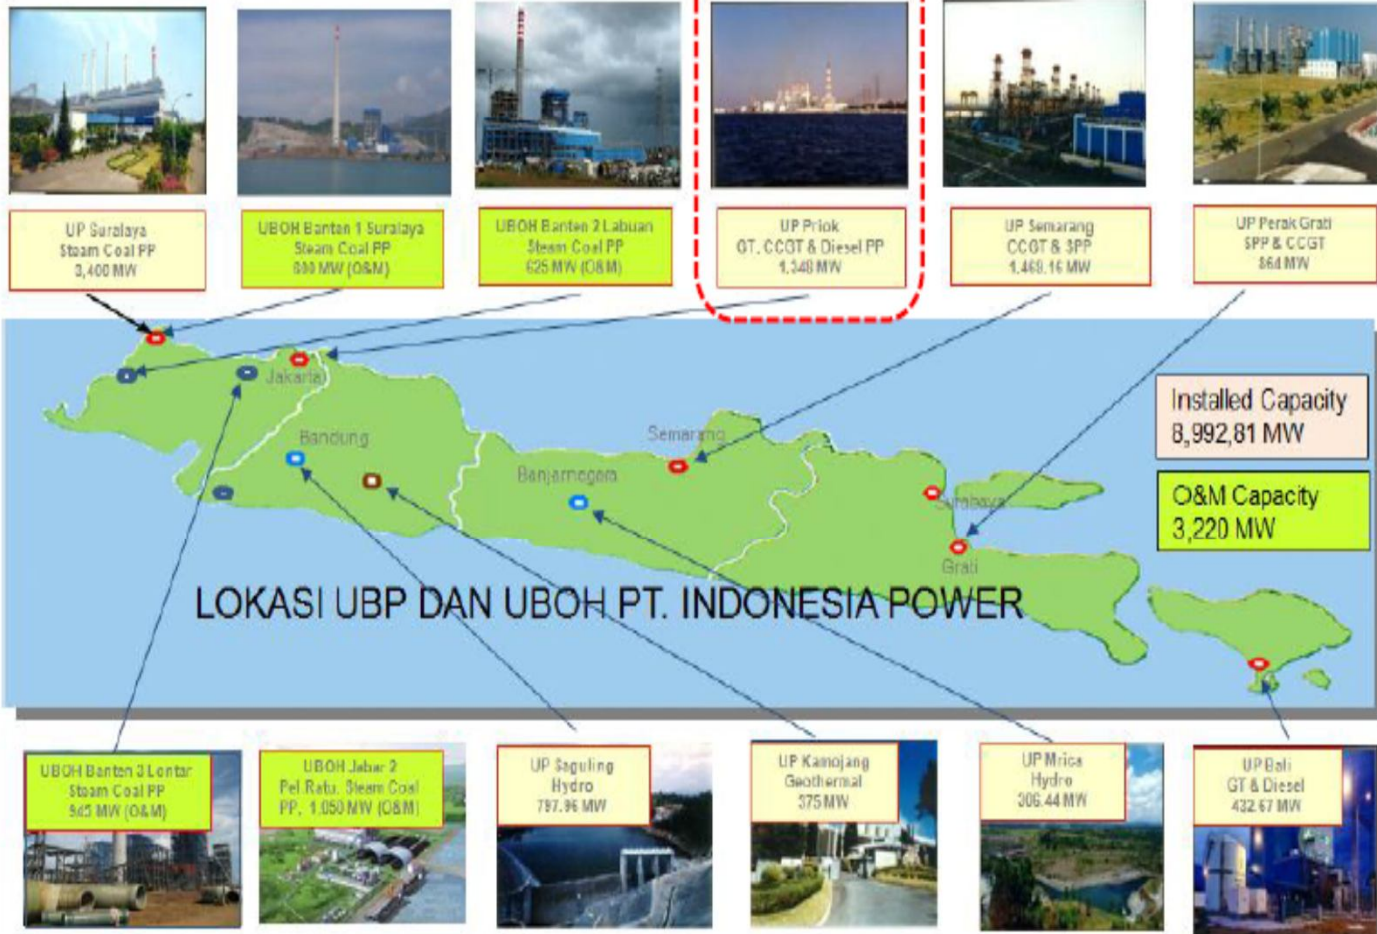 UP Suralaya
Steam Coal PP
3,400 MW
UBOH Banten 1 Suralaya
Steam Coal PP
600 MW (O&M)
UBOH Banten 2 Labuan
Steam Coal PP
625 MW (O&M)
UP Priok
GT, CCGT & Diesel PP
1,348 MW
UP Semarang
CCGT & SPP
1,469.16 MW
UP Perak Grati
SPP & CCGT
864 MW
Jakarta
Bandung
Semarang
Banjarnegara
Surabaya
Grati
Installed Capacity
8,992,81 MW
O&M Capacity
3,220 MW
LOKASI UBP DAN UBOH PT. INDONESIA POWER
UBOH Banten 3 Lontar
Steam Coal PP
945 MW (O&M)
UBOH Jabar 2
Pel.Ratu. Steam Coal
PP, 1,050 MW (O&M)
UP Saguling
Hydro
797.96 MW
UP Kamojang
Geothermal
375 MW
UP Mrica
Hydro
306.44 MW
UP Bali
GT & Diesel
432.67 MW